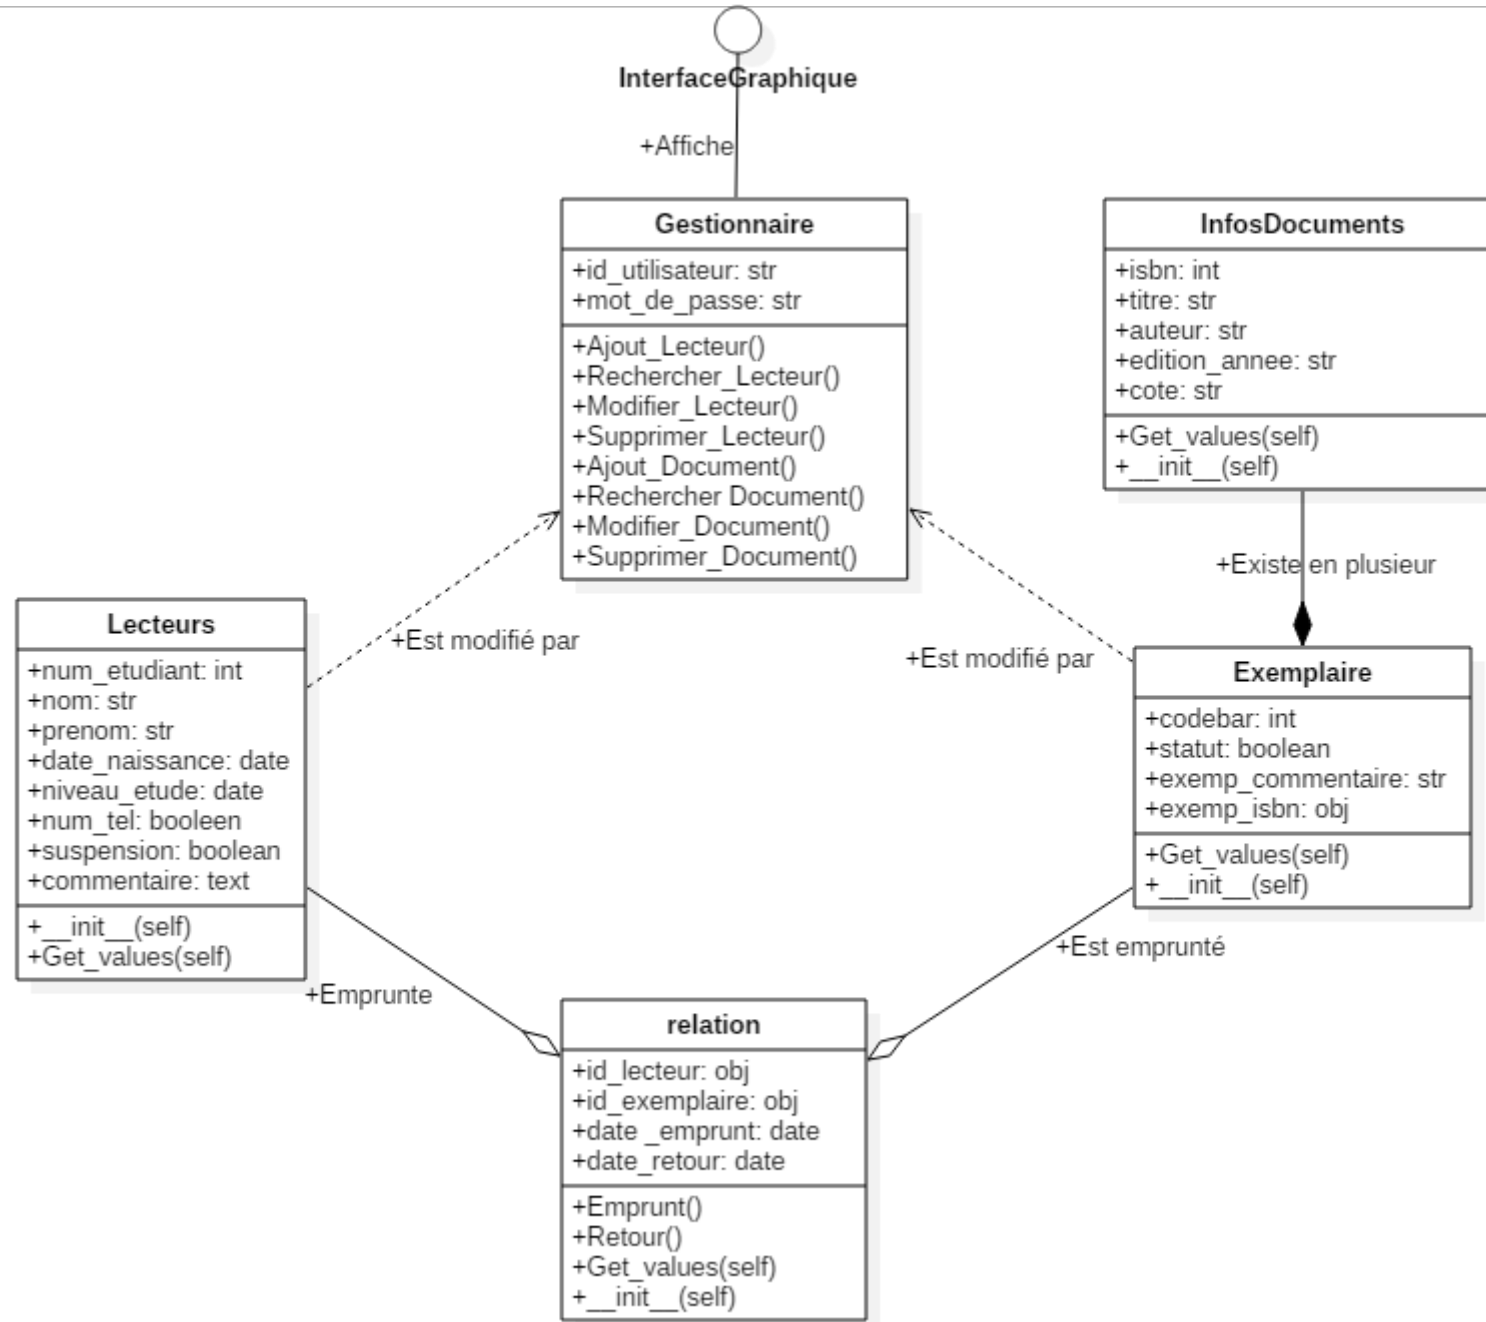 InterfaceGraphique
+Affiche
Gestionnaire
+id_utilisateur: str
+mot_de_passe: str
+Ajout_Lecteur()
+Rechercher_Lecteur()
+Modifier_Lecteur()
+Supprimer_Lecteur()
+Ajout_Document()
+Rechercher Document()
+Modifier_Document()
+Supprimer_Document()
InfosDocuments
+isbn: int
+titre: str
+auteur: str
+edition_annee: str
+cote: str
+Get_values(self)
+__init__(self)
+Existe en plusieur
+Est modifié par
+Est modifié par
Lecteurs
+num_etudiant: int
+nom: str
+prenom: str
+date_naissance: date
+niveau_etude: date
+num_tel: booleen
+suspension: boolean
+commentaire: text
+__init__(self)
+Get_values(self)
Exemplaire
+codebar: int
+statut: boolean
+exemp_commentaire: str
+exemp_isbn: obj
+Get_values(self)
+__init__(self)
+Emprunte
+Est emprunté
relation
+id_lecteur: obj
+id_exemplaire: obj
+date _emprunt: date
+date_retour: date
+Emprunt()
+Retour()
+Get_values(self)
+__init__(self)